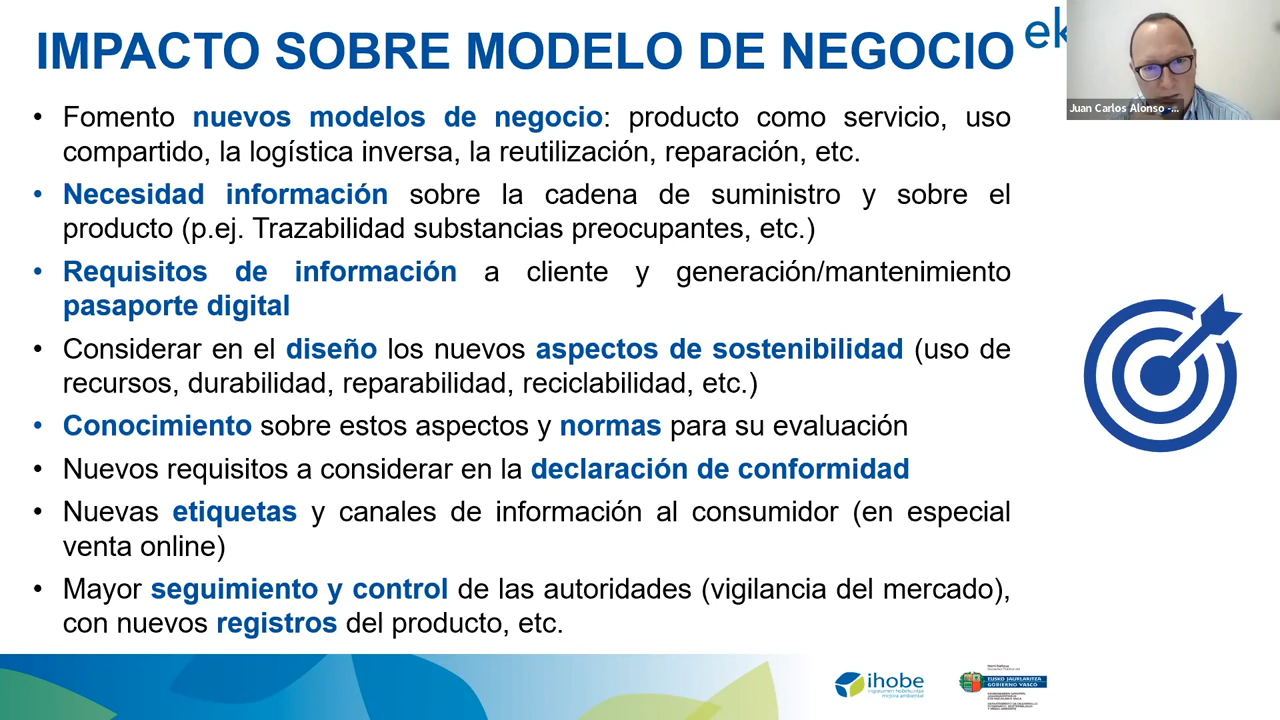 IMPACTO SOBRE MODELO DE NEGOCIO
ek
Juan Carlos Alonso -...
• Fomento nuevos modelos de negocio: producto como servicio, uso
compartido, la logística inversa, la reutilización, reparación, etc.
• Necesidad información sobre la cadena de suministro y sobre el
producto (p.ej. Trazabilidad substancias preocupantes, etc.)
• Requisitos de información a cliente y generación/mantenimiento
pasaporte digital
• Considerar en el diseño los nuevos aspectos de sostenibilidad (uso de
recursos, durabilidad, reparabilidad, reciclabilidad, etc.)
• Conocimiento sobre estos aspectos y normas para su evaluación
• Nuevos requisitos a considerar en la declaración de conformidad
• Nuevas etiquetas y canales de información al consumidor (en especial
venta online)
• Mayor seguimiento y control de las autoridades (vigilancia del mercado),
con nuevos registros del producto, etc.
ihobe
mejora ambiental
EUSKO JAURLARITZA
GOBIERNO VASCO